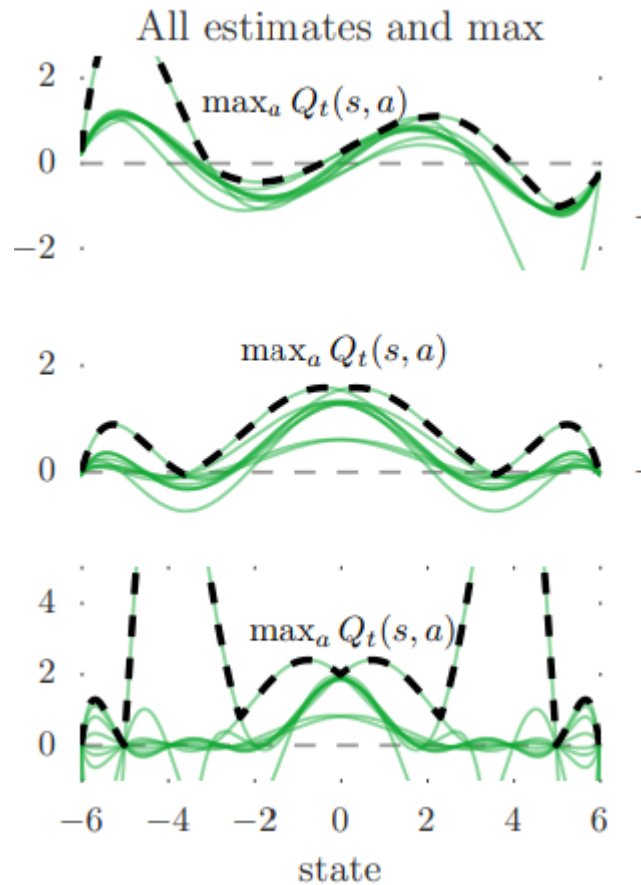 All estimates and max
2
max_a Q_t(s, a)
0
−2
max_a Q_t(s, a)
2
0
4
max_a Q_t(s, a)
2
0
−6 −4 −2 0 2 4 6
state